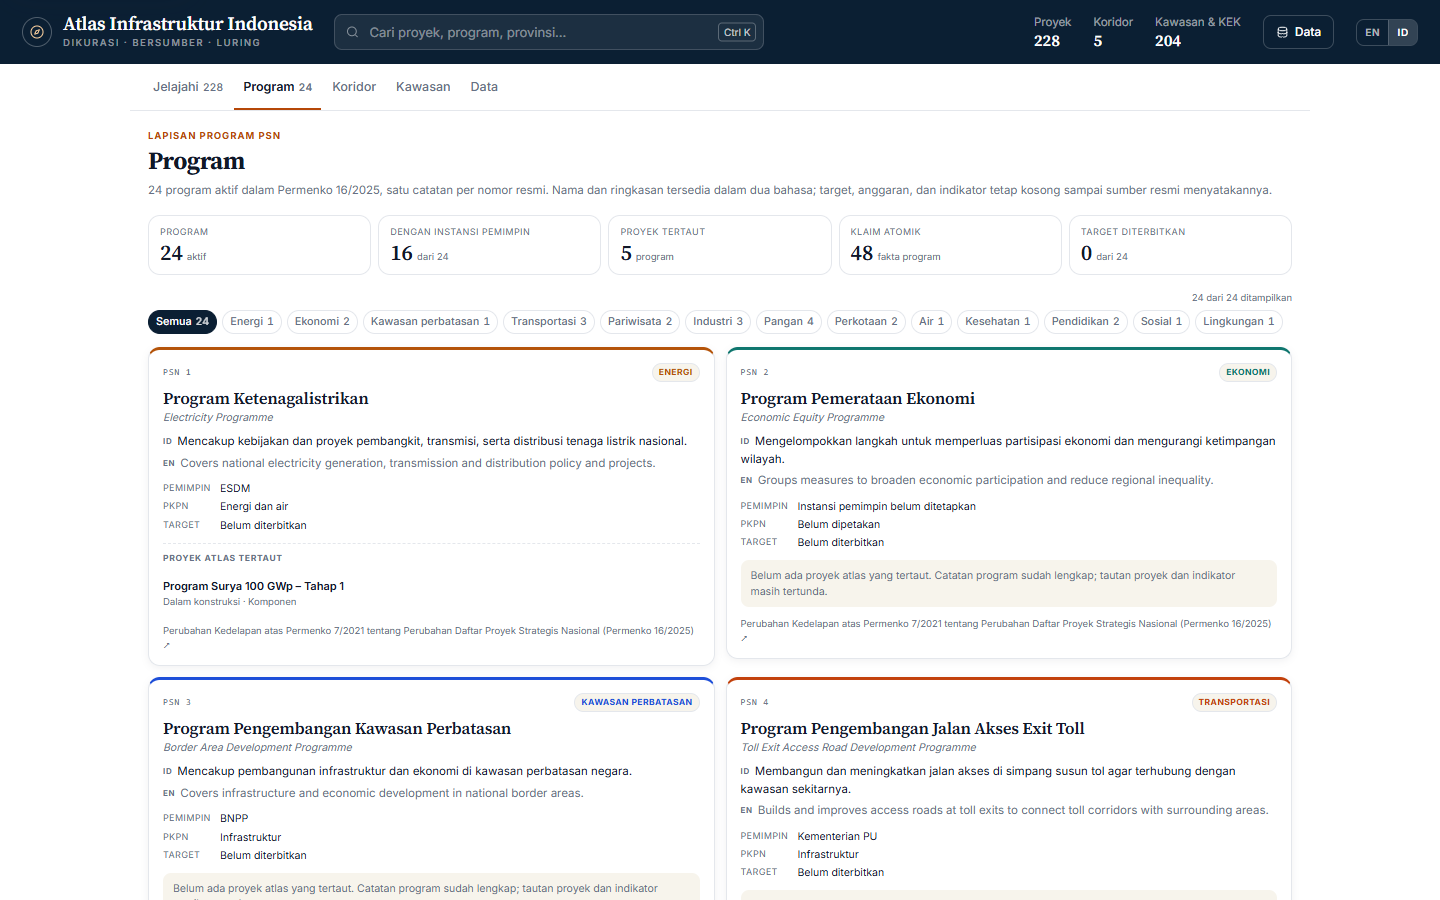 Atlas Infrastruktur Indonesia
DIKURASI · BERSUMBER · LURING
Cari proyek, program, provinsi...
Ctrl K
Proyek
228
Koridor
5
Kawasan & KEK
204
Data
EN ID
Jelajahi 228
Program 24
Koridor
Kawasan
Data
LAPISAN PROGRAM PSN
Program
24 program aktif dalam Permenko 16/2025, satu catatan per nomor resmi. Nama dan ringkasan tersedia dalam dua bahasa; target, anggaran, dan indikator tetap kosong sampai sumber resmi menyatakannya.
PROGRAM
24 aktif
DENGAN INSTANSI PEMIMPIN
16 dari 24
PROYEK TERTAUT
5 program
KLAIM ATOMIK
48 fakta program
TARGET DITERBITKAN
0 dari 24
24 dari 24 ditampilkan
Semua 24
Energi 1
Ekonomi 2
Kawasan perbatasan 1
Transportasi 3
Pariwisata 2
Industri 3
Pangan 4
Perkotaan 2
Air 1
Kesehatan 1
Pendidikan 2
Sosial 1
Lingkungan 1
PSN 1
ENERGI
Program Ketenagalistrikan
Electricity Programme
ID Mencakup kebijakan dan proyek pembangkit, transmisi, serta distribusi tenaga listrik nasional.
EN Covers national electricity generation, transmission and distribution policy and projects.
PEMIMPIN ESDM
PKPN Energi dan air
TARGET Belum diterbitkan
PROYEK ATLAS TERTAUT
Program Surya 100 GWp – Tahap 1
Dalam konstruksi · Komponen
Perubahan Kedelapan atas Permenko 7/2021 tentang Perubahan Daftar Proyek Strategis Nasional (Permenko 16/2025)
↗
PSN 2
EKONOMI
Program Pemerataan Ekonomi
Economic Equity Programme
ID Mengelompokkan langkah untuk memperluas partisipasi ekonomi dan mengurangi ketimpangan
wilayah.
EN Groups measures to broaden economic participation and reduce regional inequality.
PEMIMPIN Instansi pemimpin belum ditetapkan
PKPN Belum dipetakan
TARGET Belum diterbitkan
Belum ada proyek atlas yang tertaut. Catatan program sudah lengkap; tautan proyek dan indikator
masih tertunda.
Perubahan Kedelapan atas Permenko 7/2021 tentang Perubahan Daftar Proyek Strategis Nasional (Permenko 16/2025)
↗
PSN 3
KAWASAN PERBATASAN
Program Pengembangan Kawasan Perbatasan
Border Area Development Programme
ID Mencakup pembangunan infrastruktur dan ekonomi di kawasan perbatasan negara.
EN Covers infrastructure and economic development in national border areas.
PEMIMPIN BNPP
PKPN Infrastruktur
TARGET Belum diterbitkan
Belum ada proyek atlas yang tertaut. Catatan program sudah lengkap; tautan proyek dan indikator
PSN 4
TRANSPORTASI
Program Pengembangan Jalan Akses Exit Toll
Toll Exit Access Road Development Programme
ID Membangun dan meningkatkan jalan akses di simpang susun tol agar terhubung dengan
kawasan sekitarnya.
EN Builds and improves access roads at toll exits to connect toll corridors with surrounding areas.
PEMIMPIN Kementerian PU
PKPN Infrastruktur
TARGET Belum diterbitkan